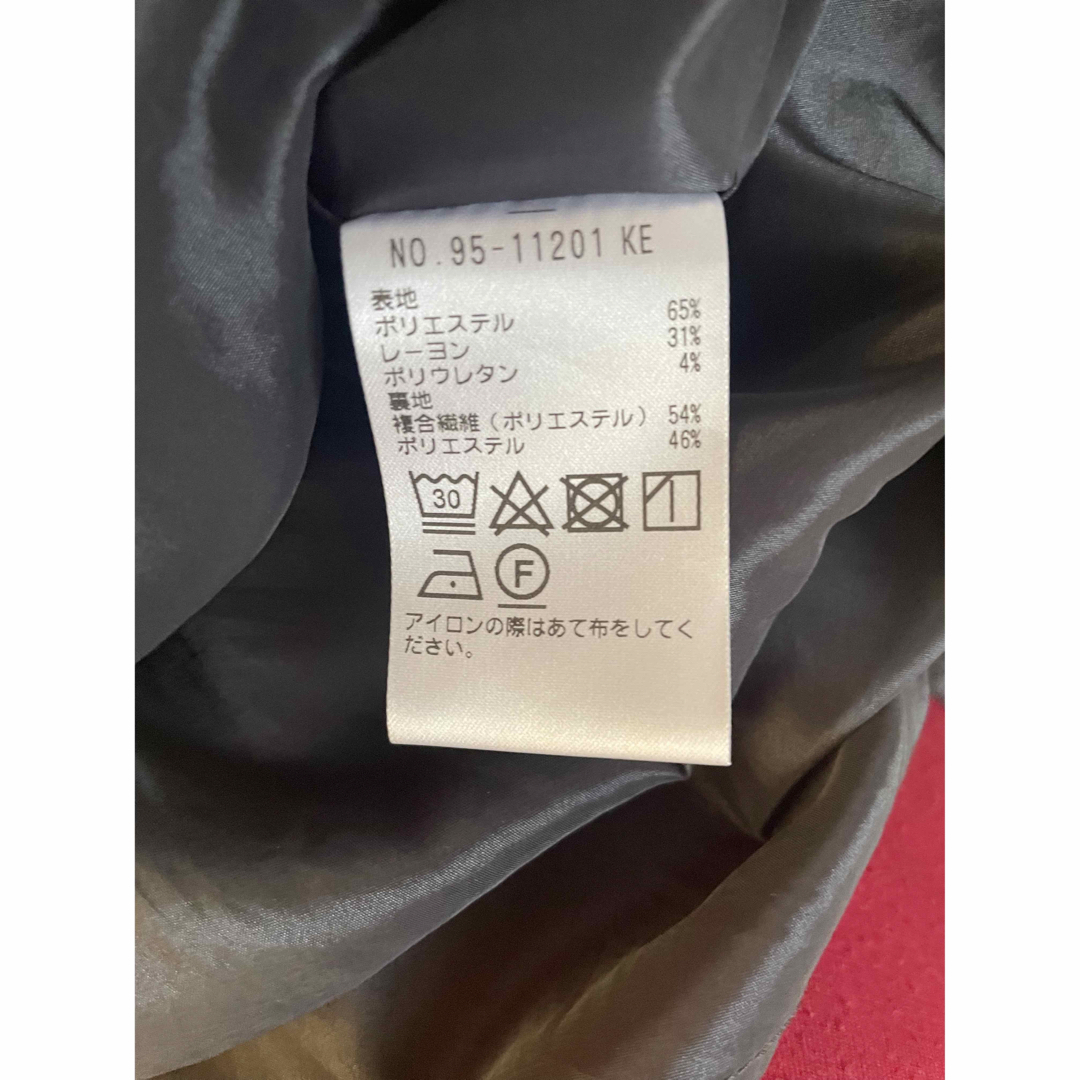 NO.95-11201 KE
表地
ポリエステル 65%
レーヨン 31%
ポリウレタン 4%
裏地
複合繊維(ポリエステル) 54%
ポリエステル 46%
30
F
アイロンの際はあて布をしてく
ださい。